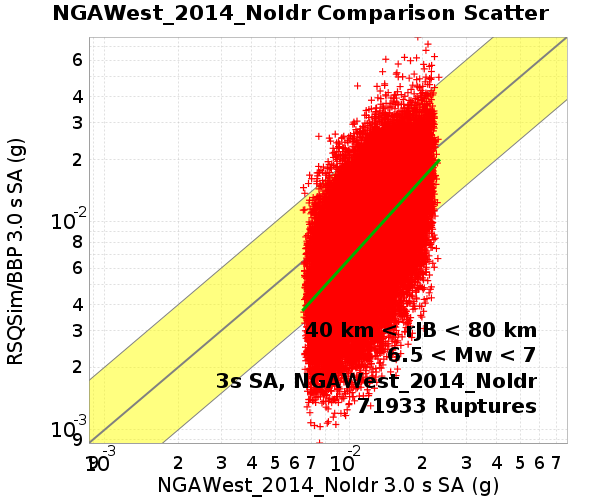 NGAWest_2014_NoIdr Comparison Scatter
RSQSim/BBP 3.0 s SA (g)
6
4
3
2
10-2
8
6
4
3
2
10-3
9
40 km < rJB < 80 km
6.5 < Mw < 7
3s SA, NGAWest_2014_NoIdr
71933 Ruptures
9 10-3 2 3 4 5 6 7 10-2 2 3 4 5 6 7
NGAWest_2014_NoIdr 3.0 s SA (g)